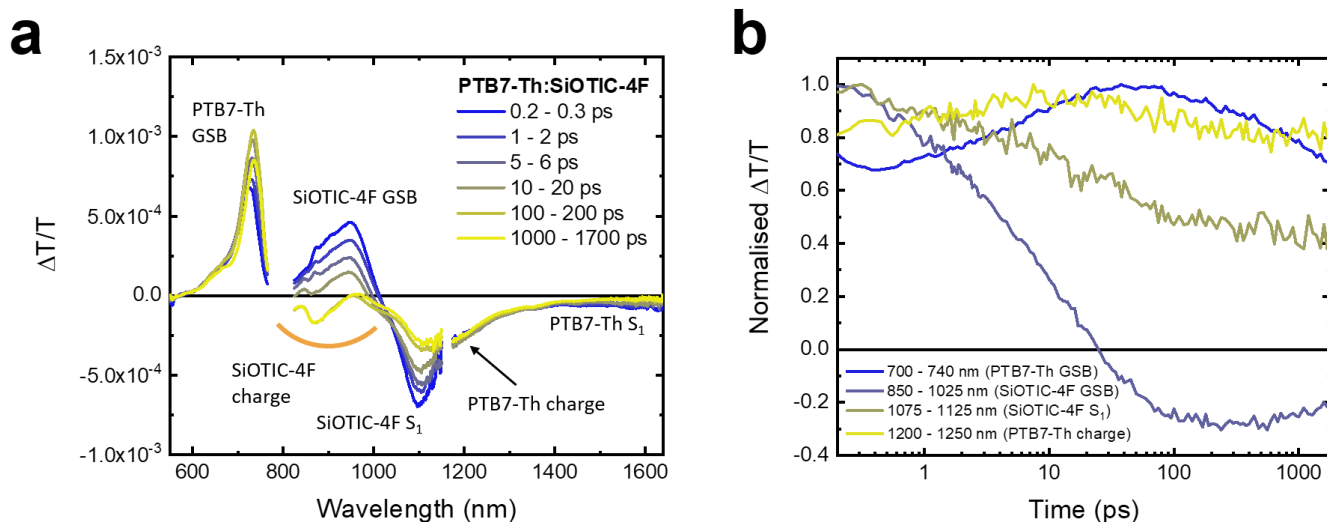 a
1.5x10⁻³
1.0x10⁻³
5.0x10⁻⁴
0.0
-5.0x10⁻⁴
-1.0x10⁻³
ΔT/T
600 800 1000 1200 1400 1600
Wavelength (nm)
PTB7-Th
GSB
SiOTIC-4F GSB
PTB7-Th:SiOTIC-4F
0.2 - 0.3 ps
1 - 2 ps
5 - 6 ps
10 - 20 ps
100 - 200 ps
1000 - 1700 ps
SiOTIC-4F
charge
SiOTIC-4F S₁
PTB7-Th charge
PTB7-Th S₁
b
1.0
0.8
0.6
0.4
0.2
0.0
-0.2
-0.4
Normalised ΔT/T
700 - 740 nm (PTB7-Th GSB)
850 - 1025 nm (SiOTIC-4F GSB)
1075 - 1125 nm (SiOTIC-4F S₁)
1200 - 1250 nm (PTB7-Th charge)
1 10 100 1000
Time (ps)